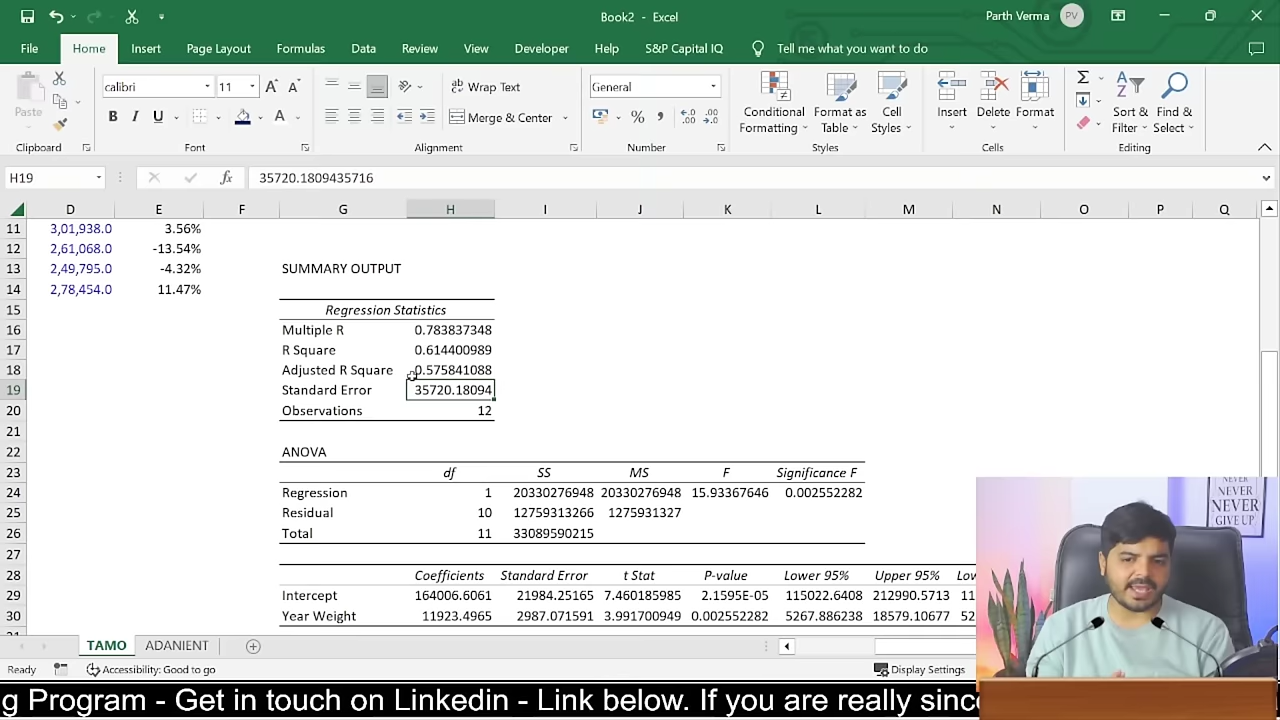 Book2 - Excel
Parth Verma PV
File Home Insert Page Layout Formulas Data Review View Developer Help S&P Capital IQ Tell me what you want to do
Paste
calibri 11
B I U A
Wrap Text
Merge & Center
General
% ,
Conditional Formatting
Format as Table
Cell Styles
Insert Delete Format
Sort & Filter
Find & Select
Clipboard Font Alignment Number Styles Cells Editing
H19 fx 35720.1809435716
D E F G H I J K L M N O P Q
11 3,01,938.0 3.56%
12 2,61,068.0 -13.54%
13 2,49,795.0 -4.32% SUMMARY OUTPUT
14 2,78,454.0 11.47%
15 Regression Statistics
16 Multiple R 0.783837348
17 R Square 0.614400989
18 Adjusted R Square 0.575841088
19 Standard Error 35720.18094
20 Observations 12
21
22 ANOVA
23 df SS MS F Significance F
24 Regression 1 20330276948 20330276948 15.93367646 0.002552282
25 Residual 10 12759313266 1275931327
26 Total 11 33089590215
27
28 Coefficients Standard Error t Stat P-value Lower 95% Upper 95%
29 Intercept 164006.6061 21984.25165 7.460185985 2.1595E-05 115022.6408 212990.5713
30 Year Weight 11923.4965 2987.071591 3.991700949 0.002552282 5267.886238 18579.10677
NEVER
NEVER
NEVER
GIVE UP
TAMO ADANIENT
Ready Accessibility: Good to go Display Settings
g Program - Get in touch on Linkedin - Link below. If you are really since